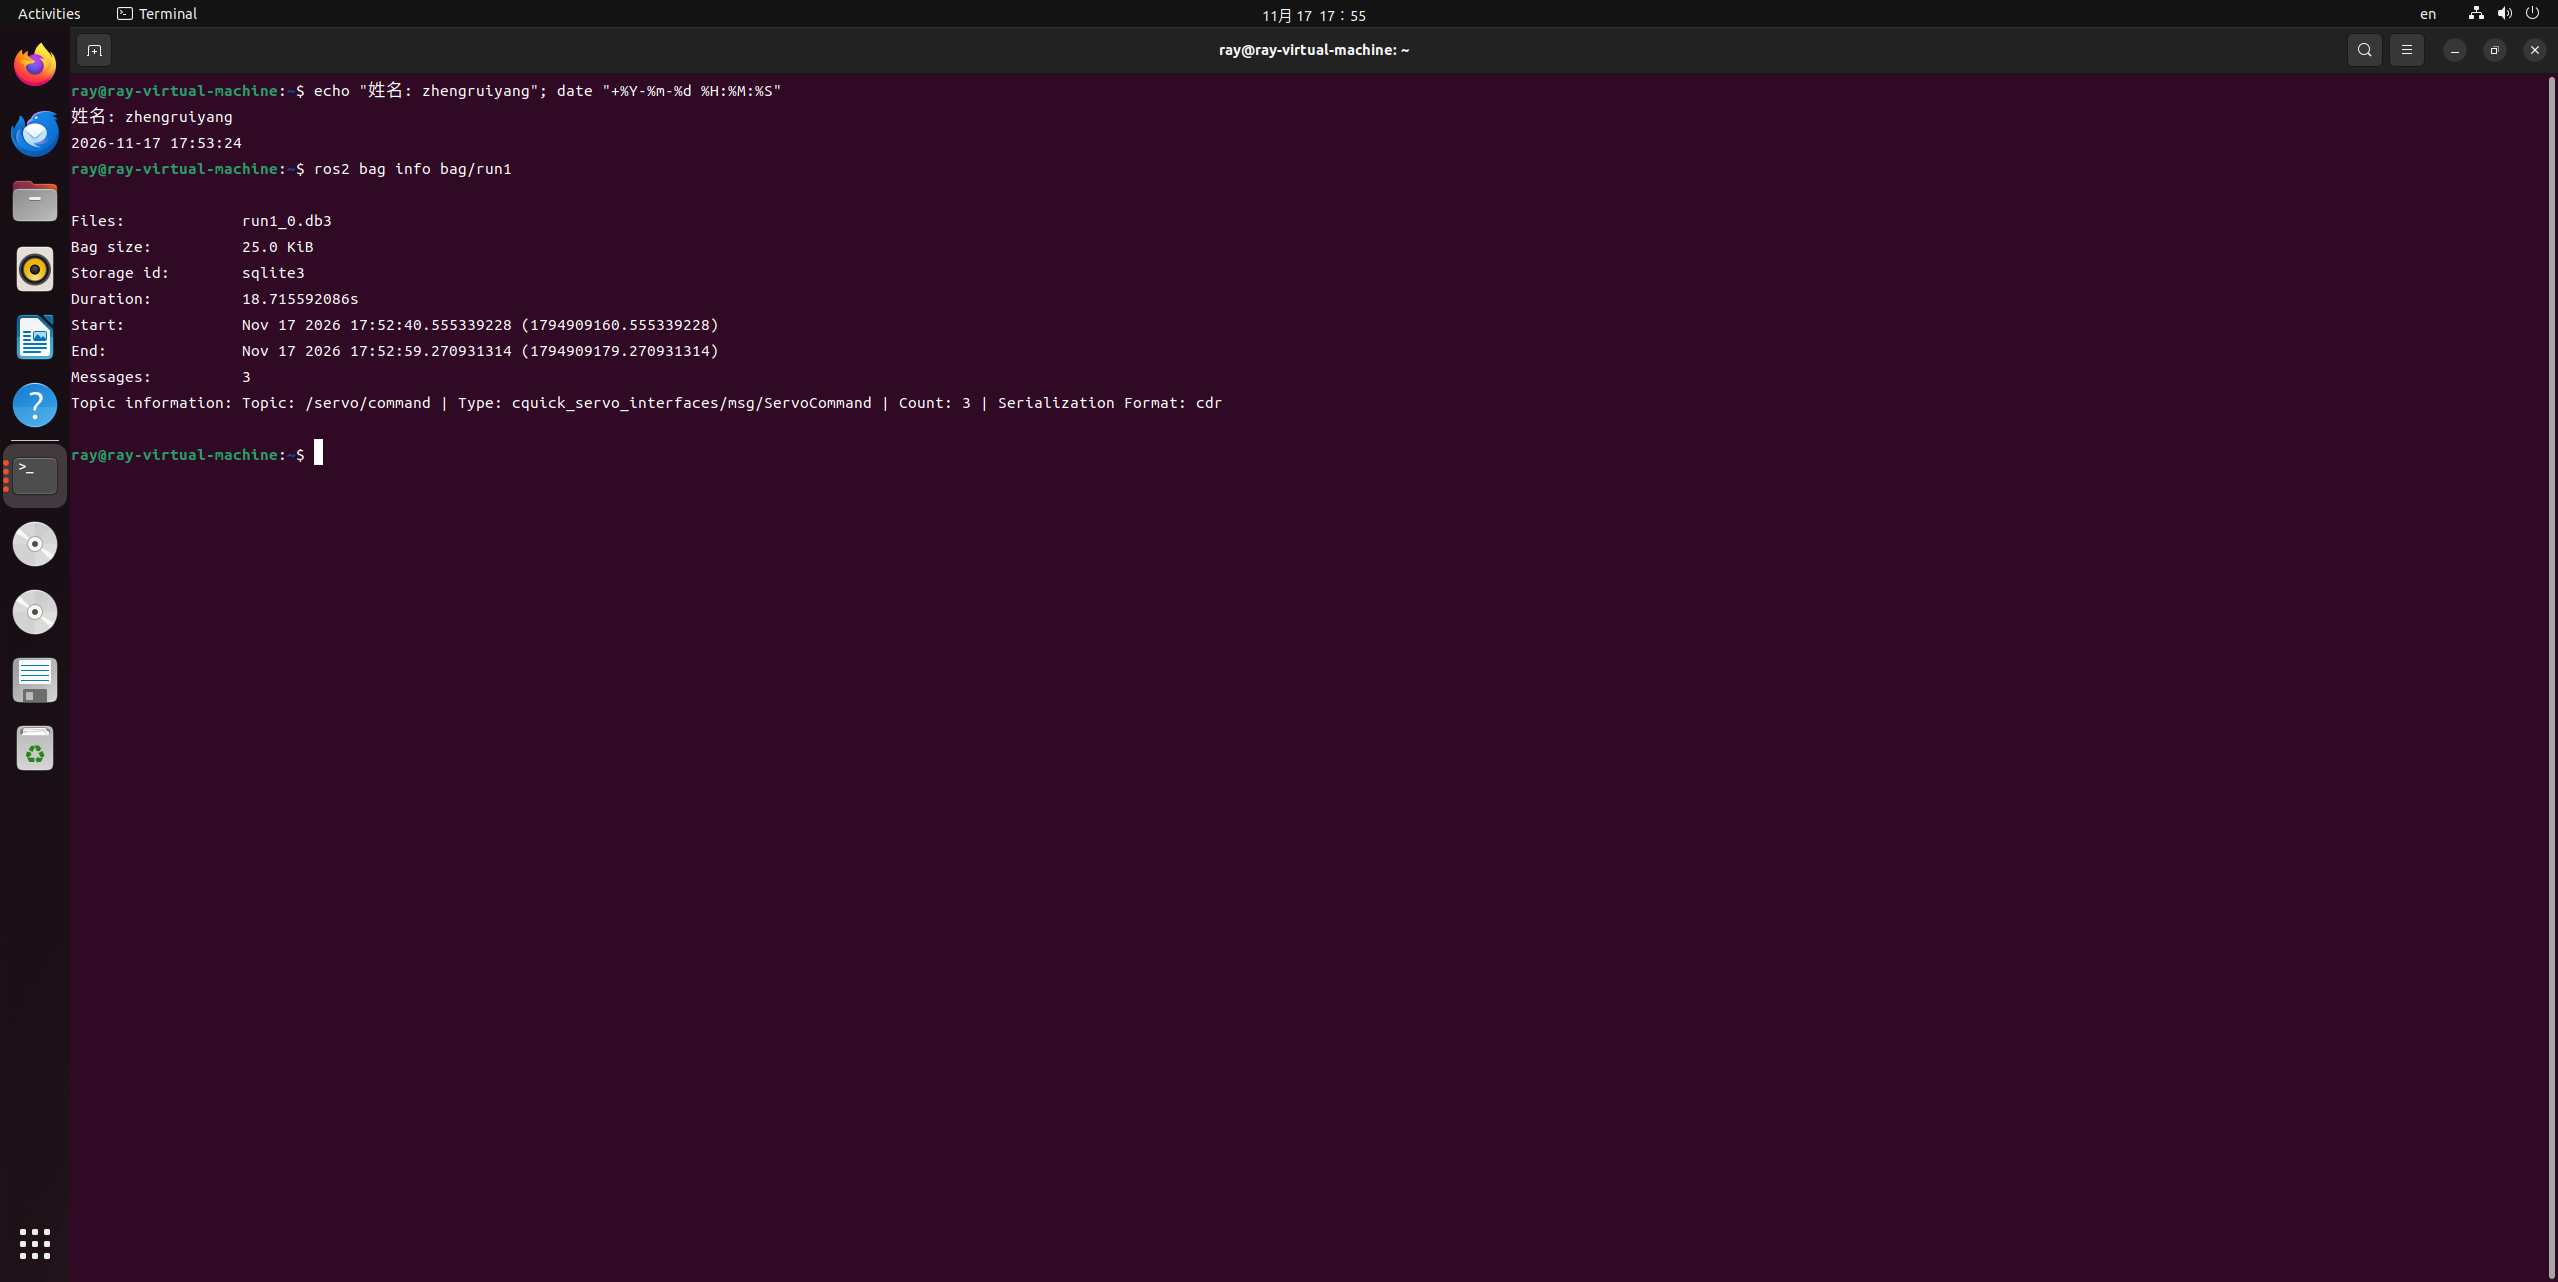 Activities Terminal 11月 17 17：55 en
ray@ray-virtual-machine: ~
ray@ray-virtual-machine:~$ echo "姓名: zhengruiyang"; date "+%Y-%m-%d %H:%M:%S"
姓名: zhengruiyang
2026-11-17 17:53:24
ray@ray-virtual-machine:~$ ros2 bag info bag/run1
Files:             run1_0.db3
Bag size:          25.0 KiB
Storage id:        sqlite3
Duration:          18.715592086s
Start:             Nov 17 2026 17:52:40.555339228 (1794909160.555339228)
End:               Nov 17 2026 17:52:59.270931314 (1794909179.270931314)
Messages:          3
Topic information: Topic: /servo/command | Type: cquick_servo_interfaces/msg/ServoCommand | Count: 3 | Serialization Format: cdr
ray@ray-virtual-machine:~$